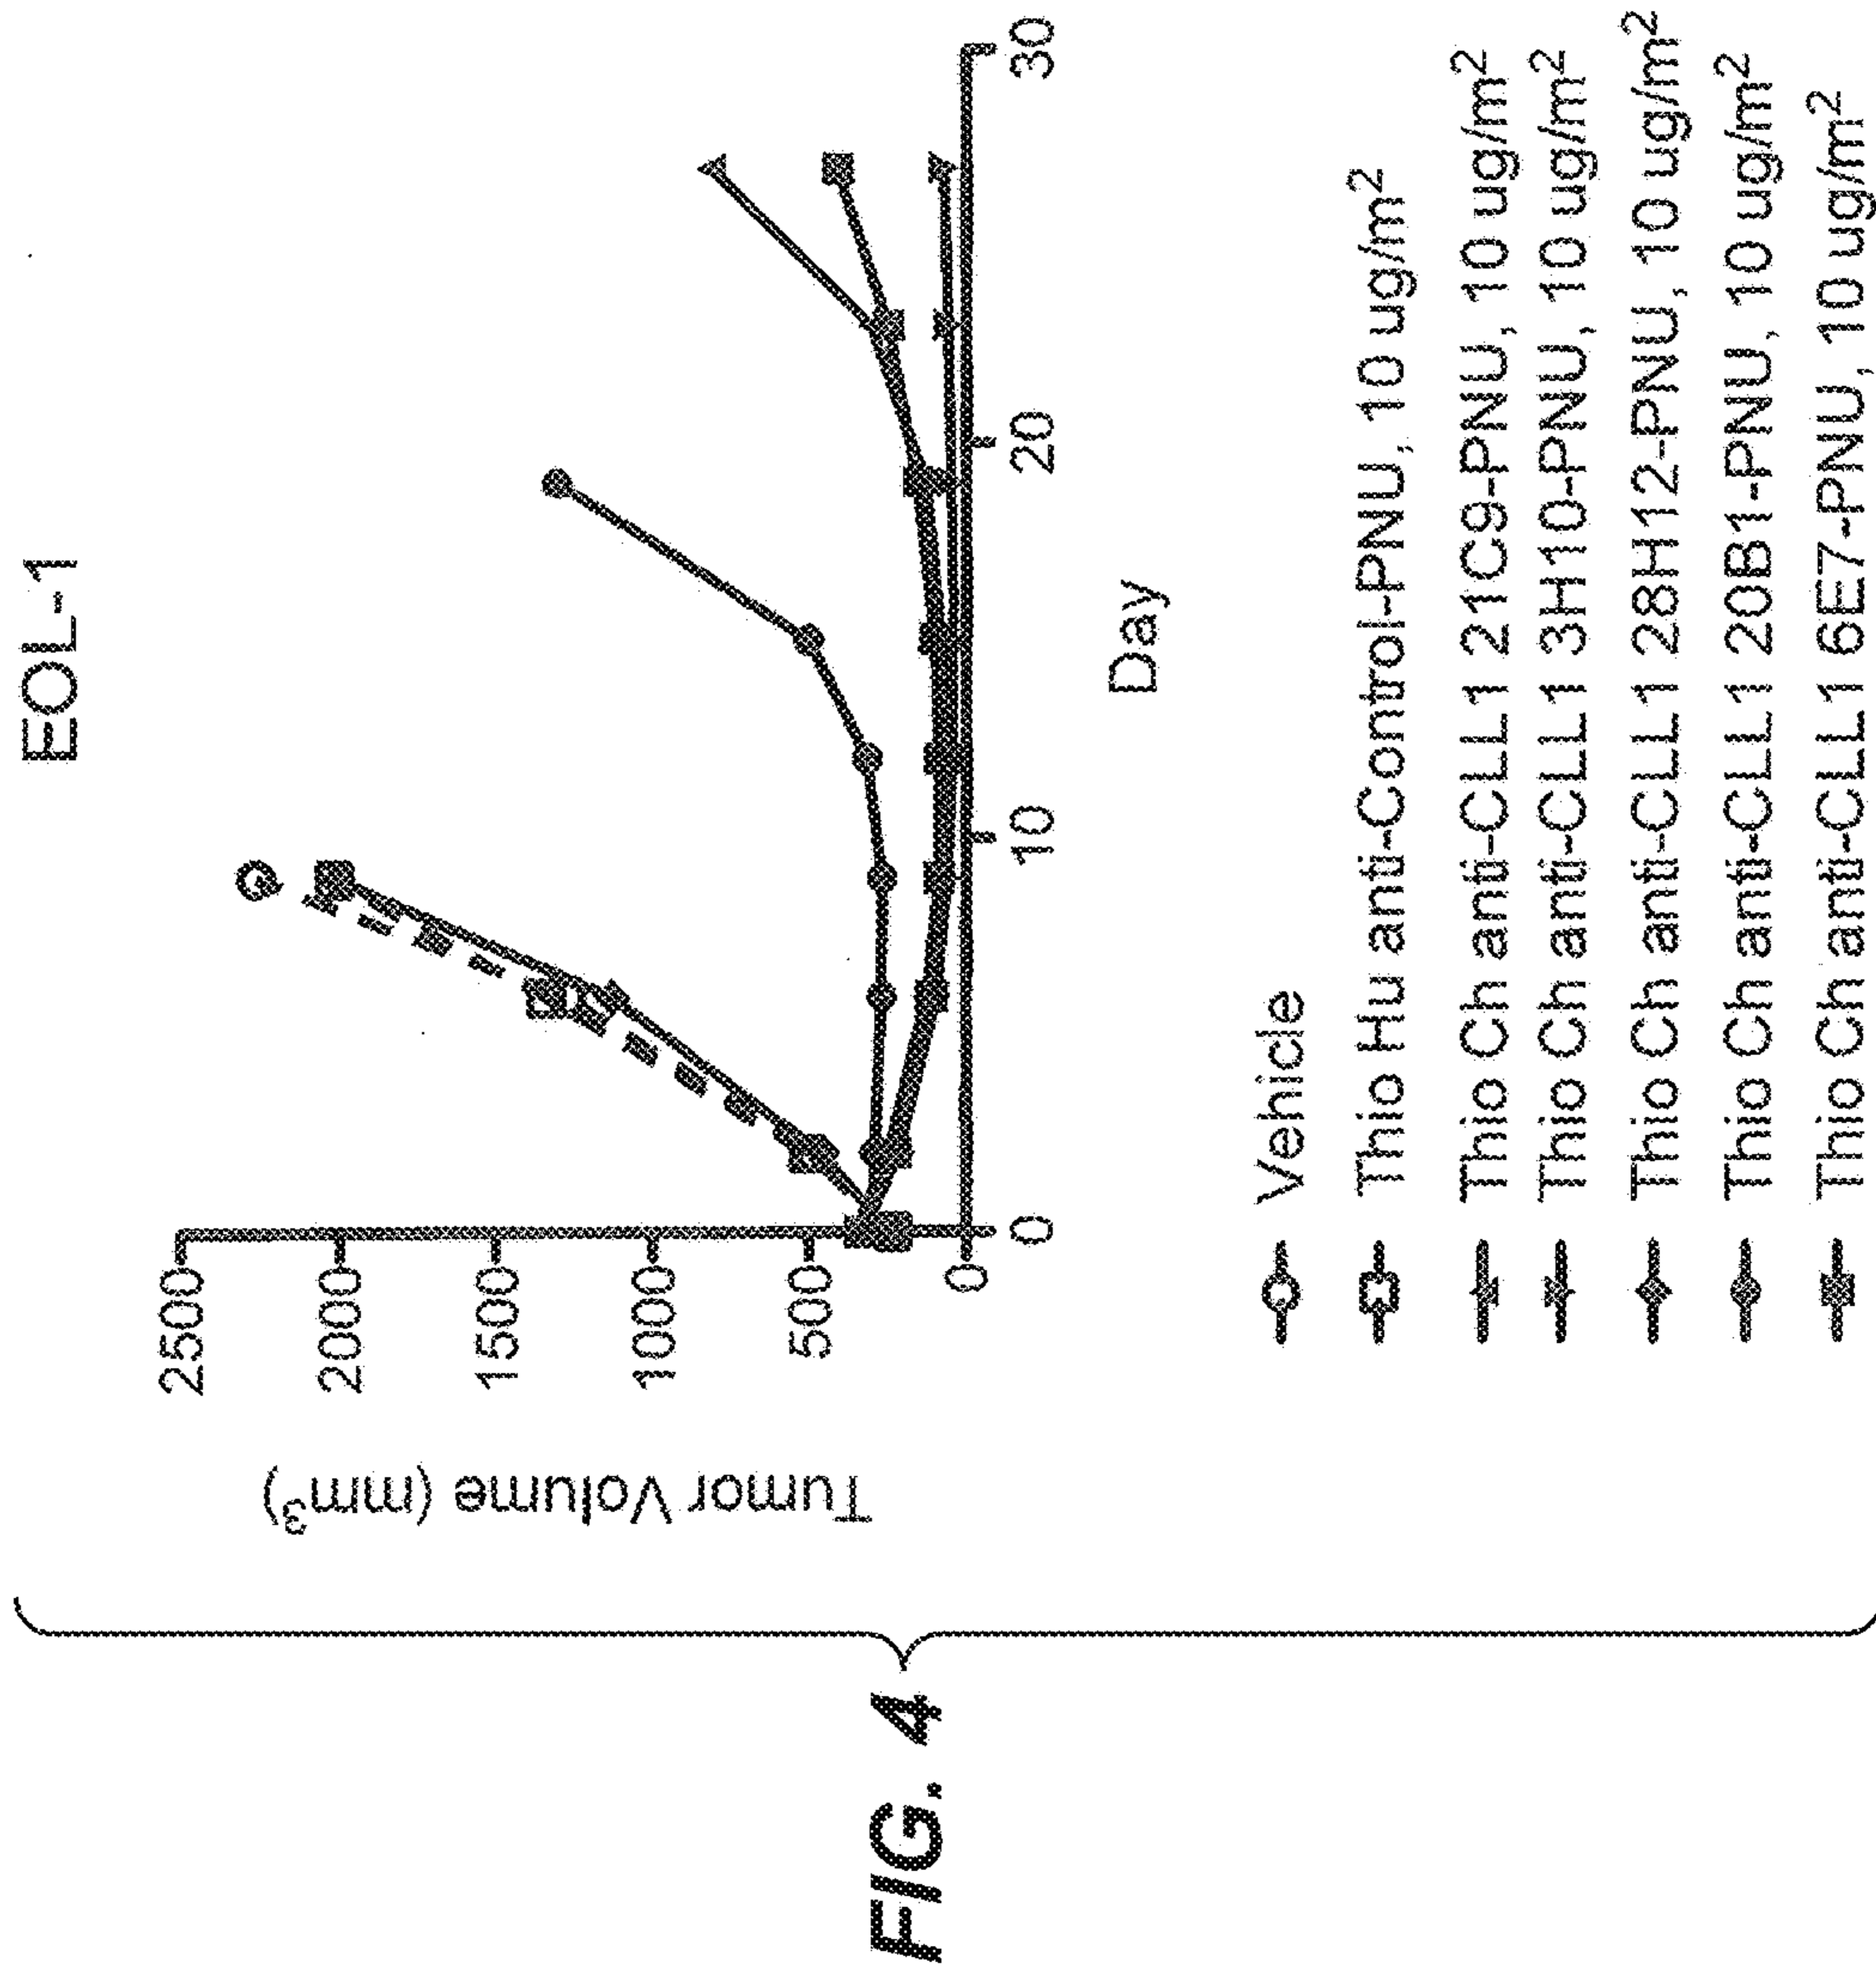 FIG. 4
EOL-1
Tumor Volume (mm3)
2500
2000
1500
1000
500
0
0
10
20
30
Day
Vehicle
Thio Hu anti-Control-PNU, 10 ug/m2
Thio Ch anti-CLL1 21C9-PNU, 10 ug/m2
Thio Ch anti-CLL1 3H10-PNU, 10 ug/m2
Thio Ch anti-CLL1 28H12-PNU, 10 ug/m2
Thio Ch anti-CLL1 20B1-PNU, 10 ug/m2
Thio Ch anti-CLL1 6E7-PNU, 10 ug/m2